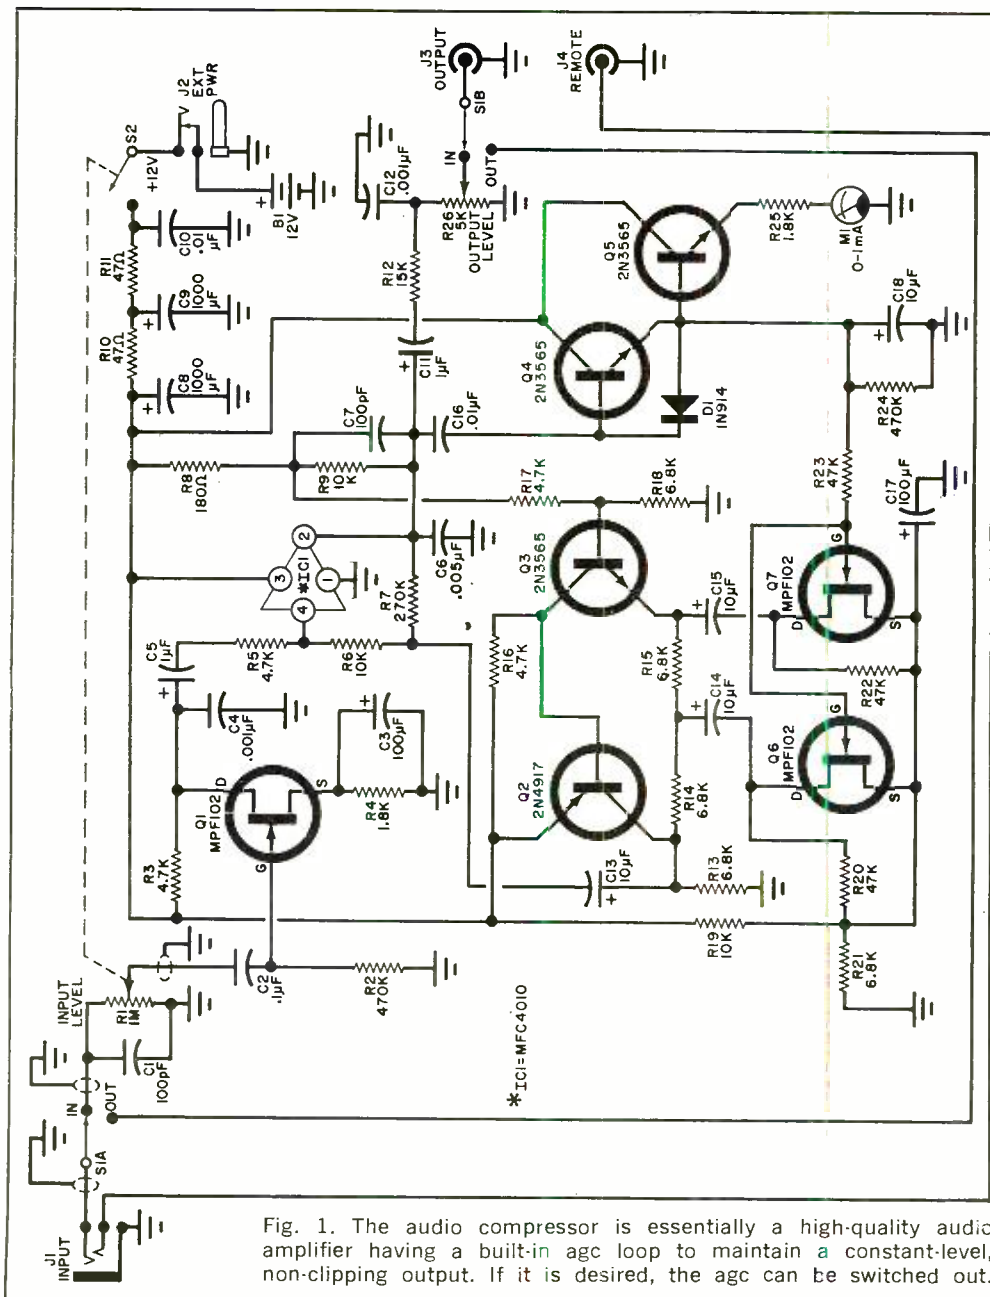 J1
INPUT
S1A
IN
OUT
C1
100pF
INPUT
LEVEL
R1
1M
C2
.1µF
R2
470K
R3
4.7K
Q1
MPF102
G
D
S
C4
.001µF
R4
1.8K
C3
100µF
+
C5
1µF
+
R5
4.7K
R6
10K
*IC1
1
2
3
4
R7
270K
C6
.005µF
R8
180Ω
R9
10
K
C7
100pF
C16
.01µF
C8
1000
µF
+
R10
47Ω
C9
1000
µF
+
R11
47Ω
C10
.01
µF
+12V
S2
J2
EXT
PWR
B1
12V
+
C11
1µF
+
R12
15K
C12
.001µF
R26
5K
OUTPUT
LEVEL
IN
OUT
S1B
J3
OUTPUT
J4
REMOTE
Q2
2N4917
R16
4.7K
Q3
2N3565
R17
4.7K
R18
6.8K
C13
10µF
+
R13
6.8K
R14
6.8K
R15
6.8K
C14
10µF
+
C15
10µF
+
Q4
2N3565
D1
1N914
Q5
2N3565
R25
1.8K
M1
0-1mA
C18
10µF
+
R24
470K
R23
47K
C17
100µF
+
Q7
MPF102
G
D
S
R22
47K
Q6
MPF102
G
D
S
R20
47K
R19
10K
R21
6.8K
*IC1=MFC4010
Fig. 1. The audio compressor is essentially a high-quality audio
amplifier having a built-in agc loop to maintain a constant-level,
non-clipping output. If it is desired, the agc can be switched out.